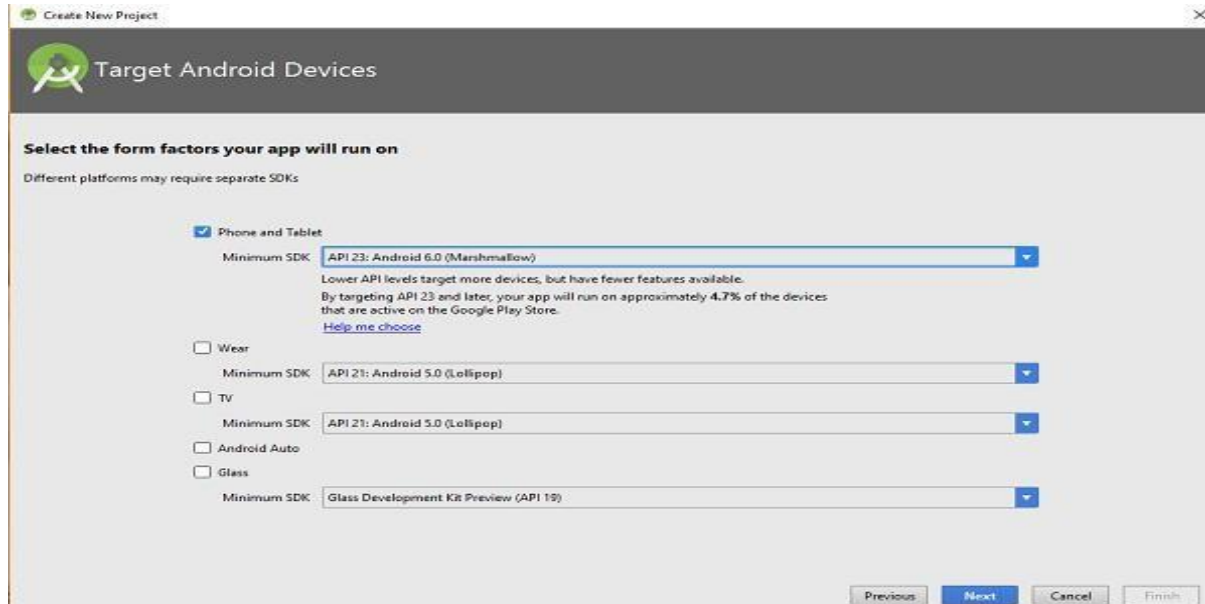 Create New Project
Target Android Devices
Select the form factors your app will run on
Different platforms may require separate SDKs
Phone and Tablet
Minimum SDK API 23: Android 6.0 (Marshmallow)
Lower API levels target more devices, but have fewer features available.
By targeting API 23 and later, your app will run on approximately 4.7% of the devices
that are active on the Google Play Store.
Help me choose
Wear
Minimum SDK API 21: Android 5.0 (Lollipop)
TV
Minimum SDK API 21: Android 5.0 (Lollipop)
Android Auto
Glass
Minimum SDK Glass Development Kit Preview (API 19)
Previous Next Cancel Finish